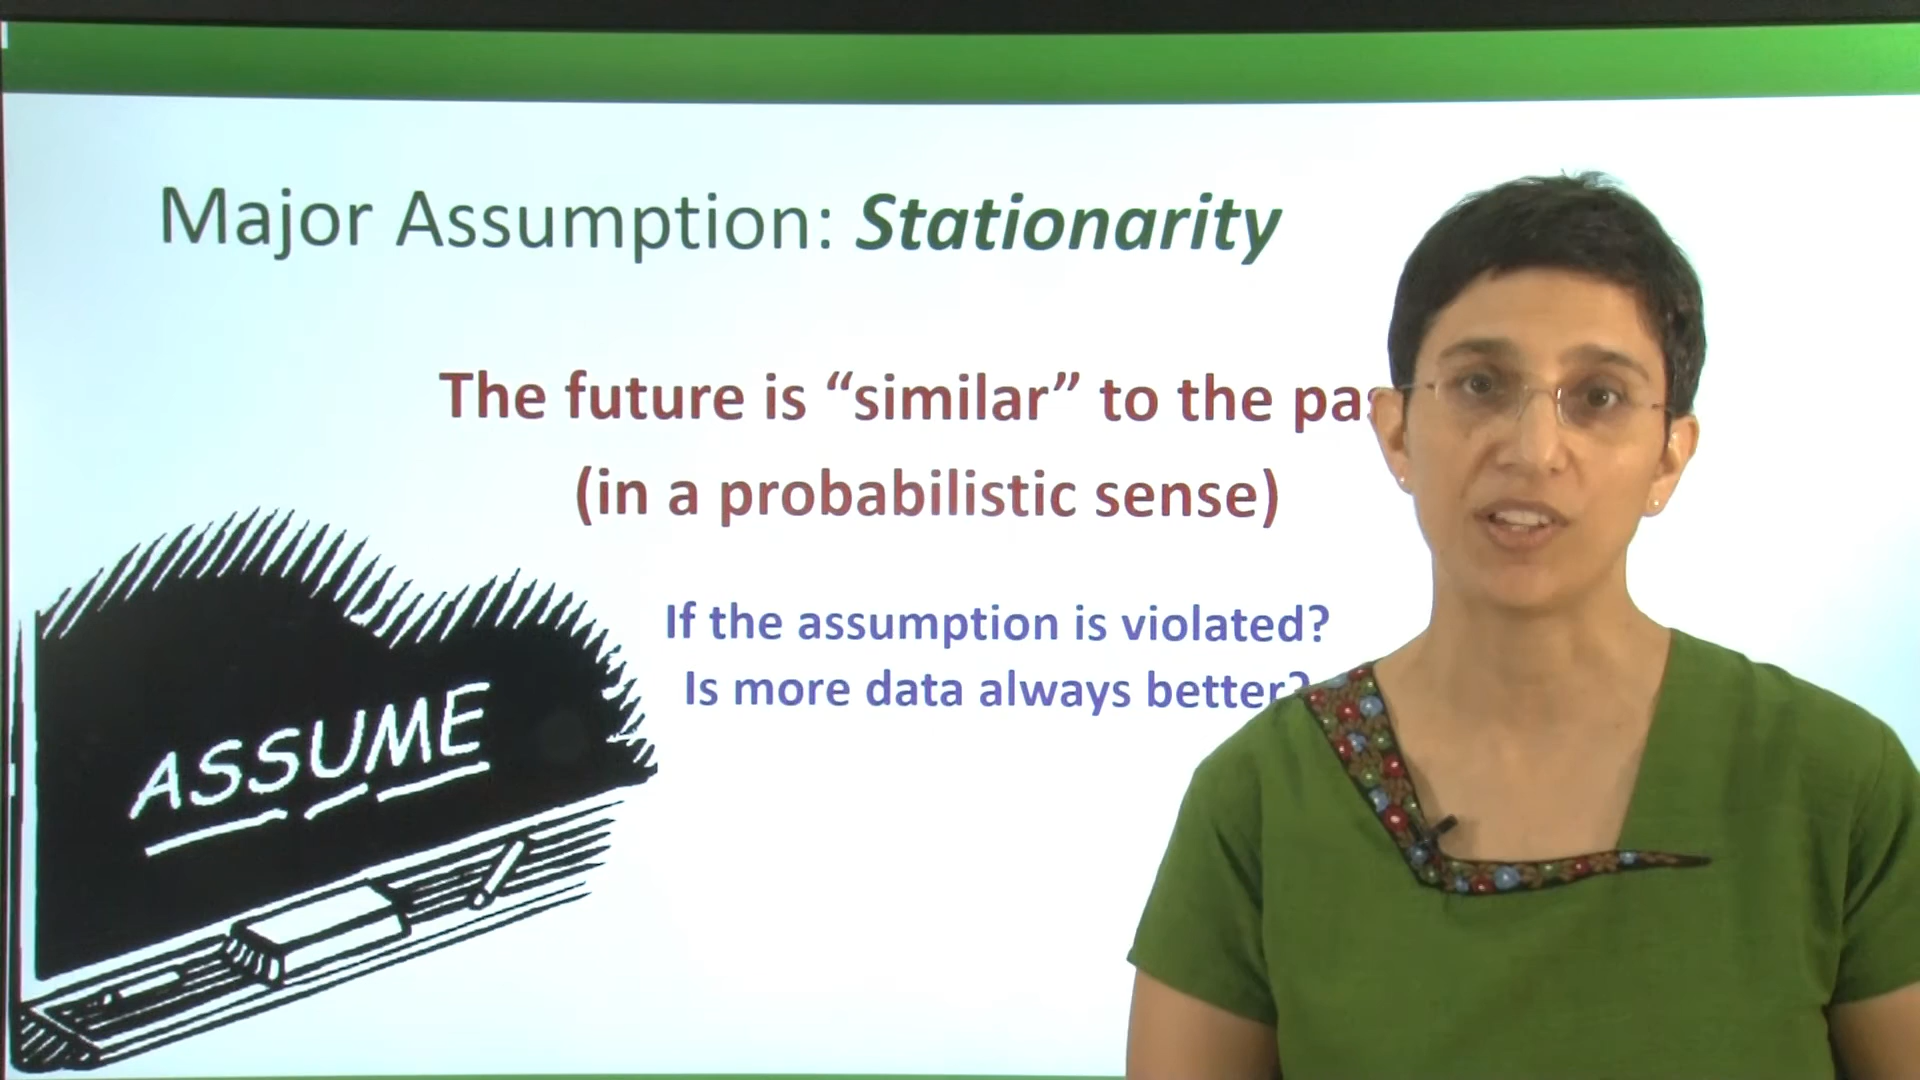 Major Assumption: Stationarity
The future is “similar” to the
(in a probabilistic sense)
If the assumption is violated?
Is more data always better?
ASSUME